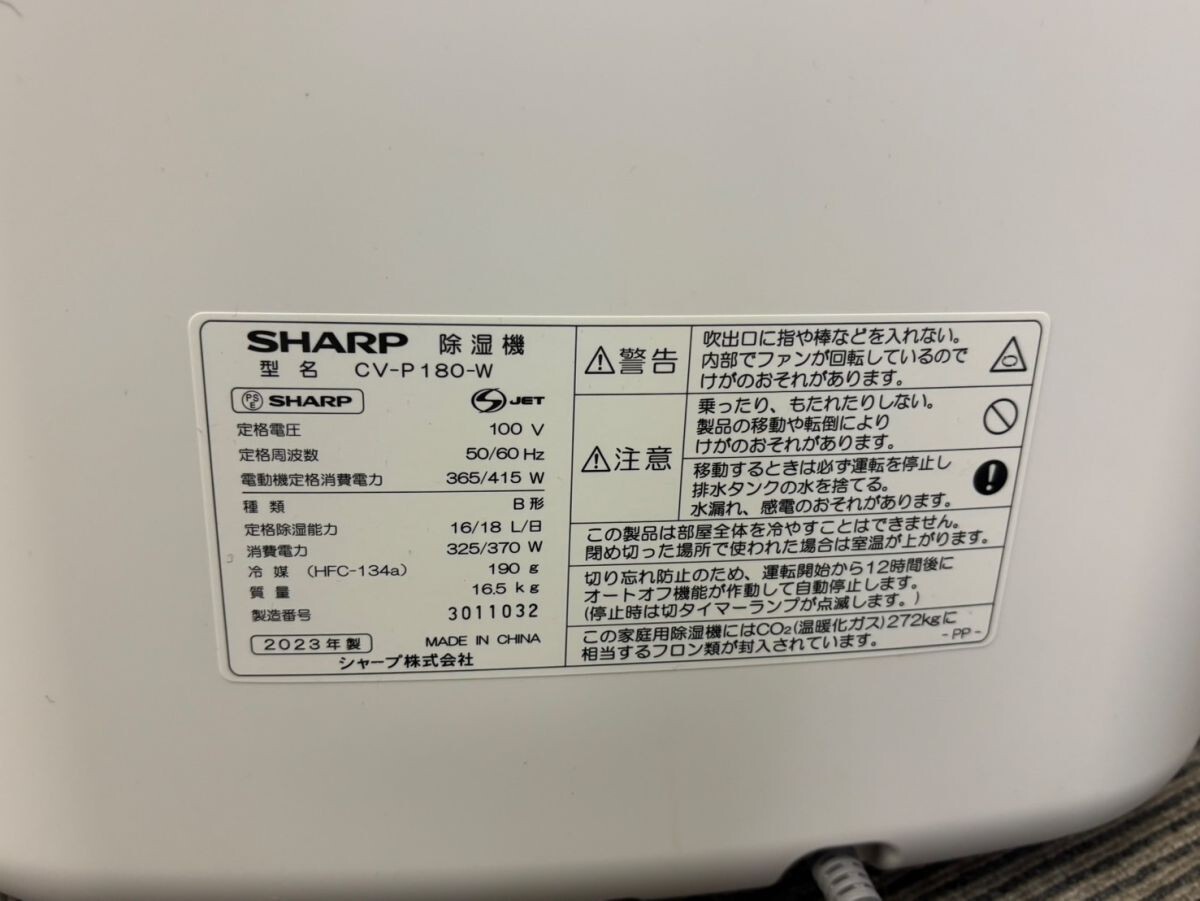 SHARP 除湿機
型名 CV-P180-W
PSE SHARP
S JET
定格電圧 100 V
定格周波数 50/60 Hz
電動機定格消費電力 365/415 W
種類 B形
定格除湿能力 16/18 L/日
消費電力 325/370 W
冷媒 (HFC-134a) 190 g
質量 16.5 kg
製造番号 3011032
2023年製 MADE IN CHINA
シャープ株式会社
⚠警告
吹出口に指や棒などを入れない。
内部でファンが回転しているので
けがのおそれがあります。
⚠注意
乗ったり、もたれたりしない。
製品の移動や転倒により
けがのおそれがあります。
移動するときは必ず運転を停止し
排水タンクの水を捨てる。
水漏れ、感電のおそれがあります。
この製品は部屋全体を冷やすことはできません。
閉め切った場所で使われた場合は室温が上がります。
切り忘れ防止のため、運転開始から12時間後に
オートオフ機能が作動して自動停止します。
(停止時は切タイマーランプが点滅します。)
この家庭用除湿機にはCO₂(温暖化ガス)272kgに
相当するフロン類が封入されています。 -PP-